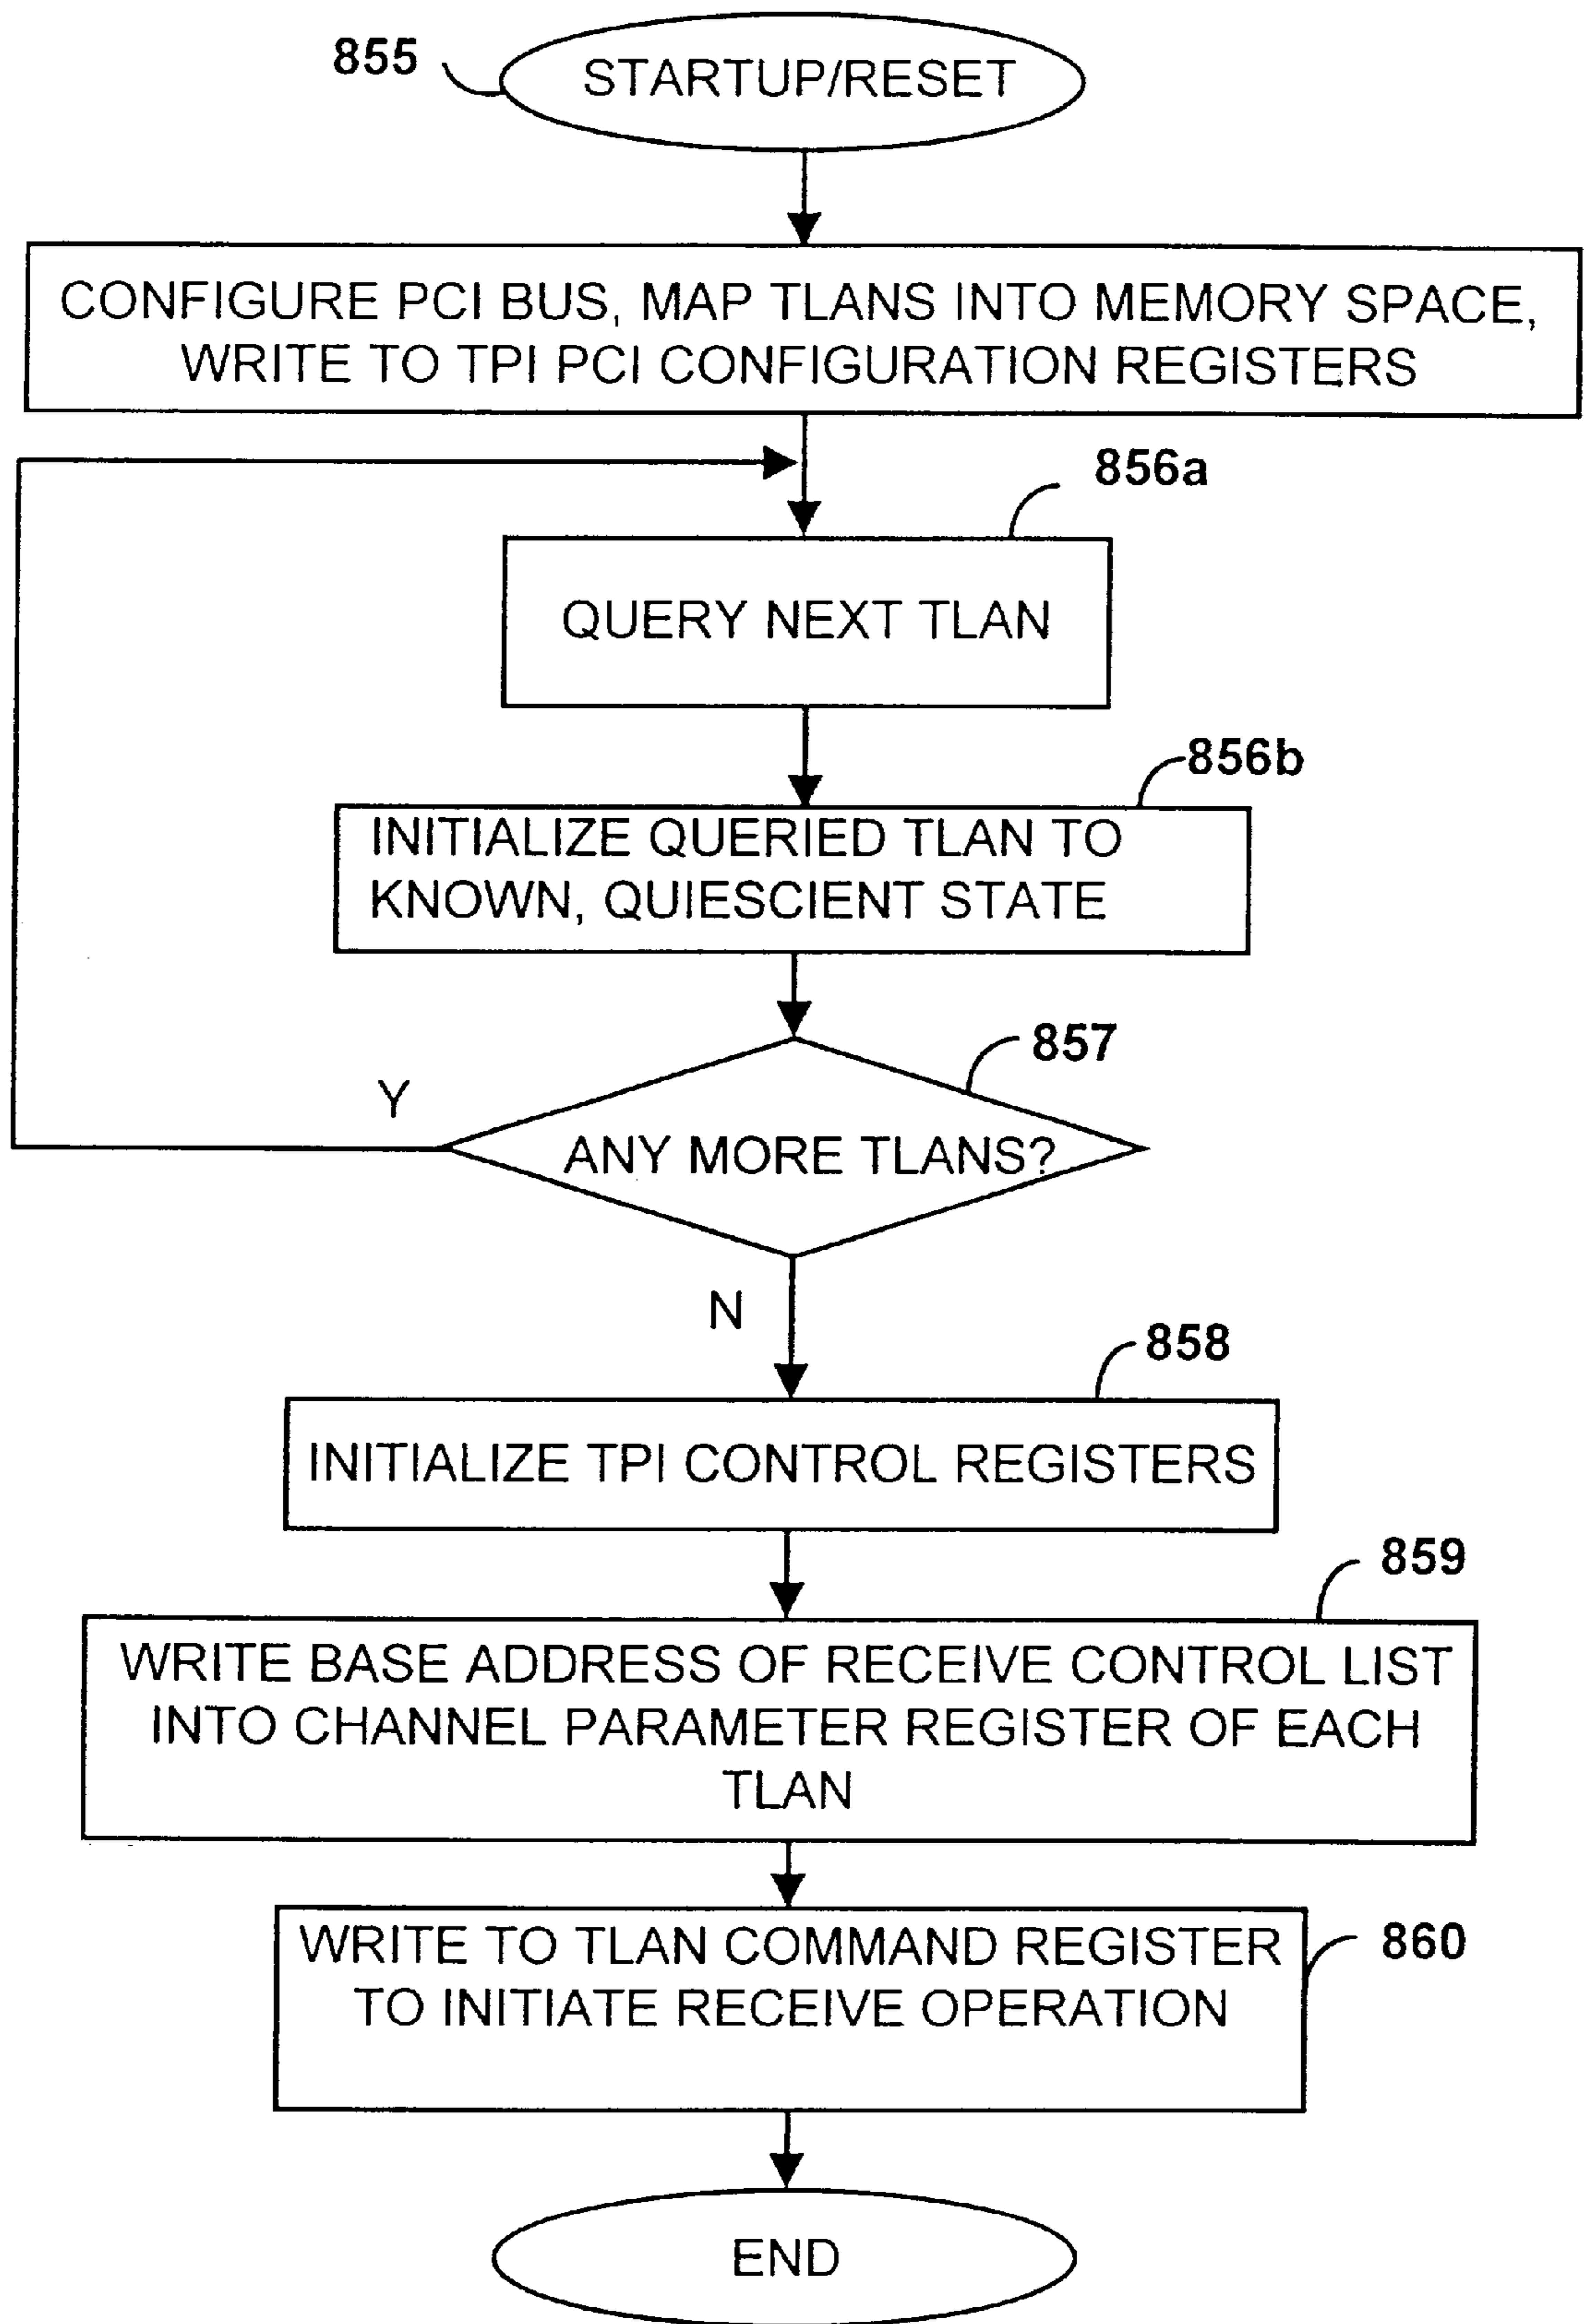 855
STARTUP/RESET
CONFIGURE PCI BUS, MAP TLANS INTO MEMORY SPACE,
WRITE TO TPI PCI CONFIGURATION REGISTERS
856a
QUERY NEXT TLAN
856b
INITIALIZE QUERIED TLAN TO
KNOWN, QUIESCIENT STATE
857
Y
ANY MORE TLANS?
N
858
INITIALIZE TPI CONTROL REGISTERS
859
WRITE BASE ADDRESS OF RECEIVE CONTROL LIST
INTO CHANNEL PARAMETER REGISTER OF EACH
TLAN
WRITE TO TLAN COMMAND REGISTER
860
TO INITIATE RECEIVE OPERATION
END